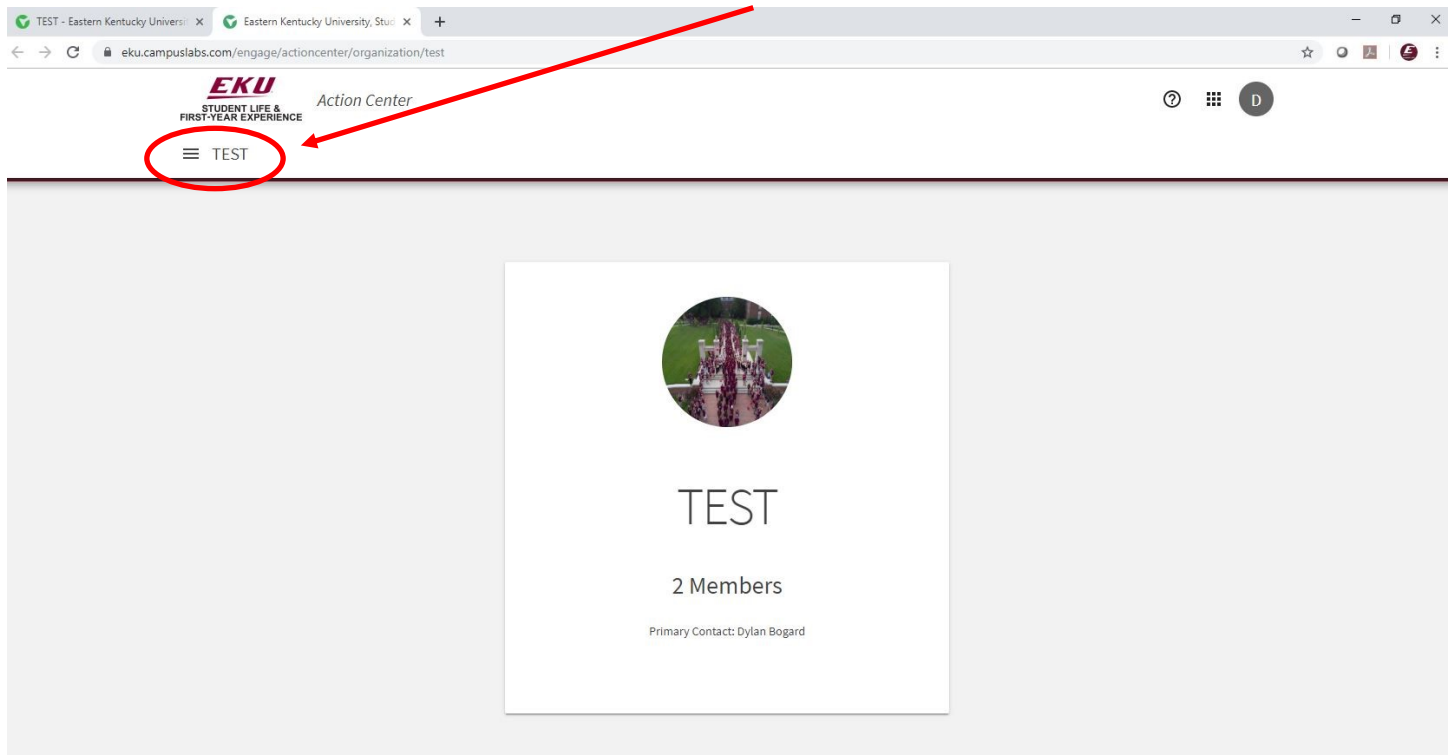 TEST - Eastern Kentucky Universit
Eastern Kentucky University, Stud
eku.campuslabs.com/engage/actioncenter/organization/test
EKU
STUDENT LIFE &
FIRST-YEAR EXPERIENCE
Action Center
D
TEST
TEST
2 Members
Primary Contact: Dylan Bogard